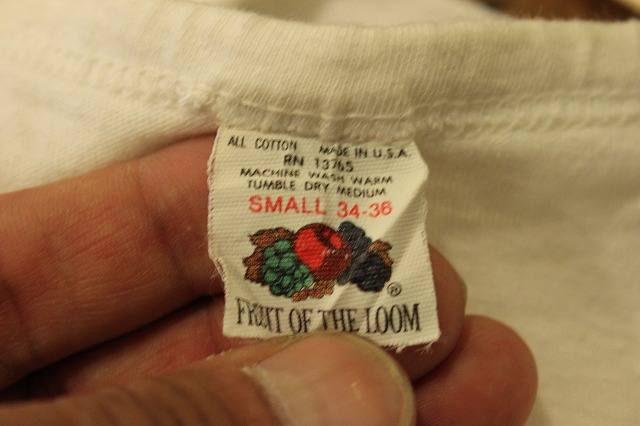 ALL COTTON MADE IN U.S.A.
RN 13765
MACHINE WASH WARM
TUMBLE DRY MEDIUM
SMALL 34-36
®
FRUIT OF THE LOOM